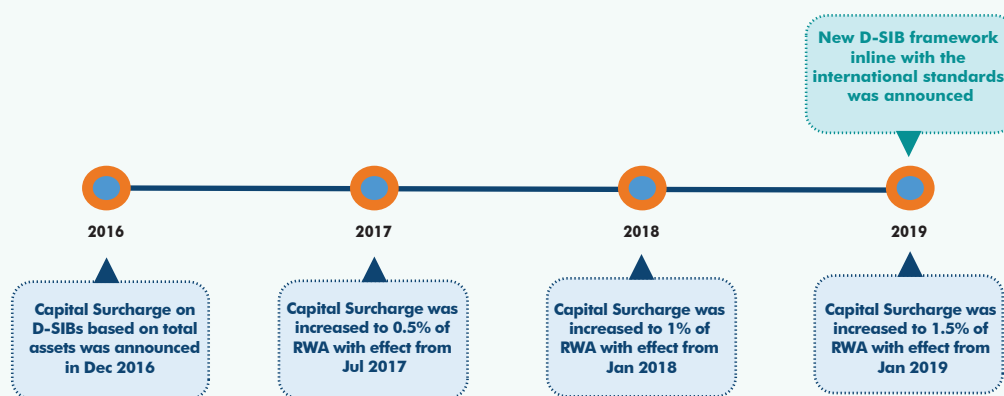 New D-SIB framework
inline with the
international standards
was announced
2016
2017
2018
2019
Capital Surcharge on
D-SIBs based on total
assets was announced
in Dec 2016
Capital Surcharge was
increased to 0.5% of
RWA with effect from
Jul 2017
Capital Surcharge was
increased to 1% of
RWA with effect from
Jan 2018
Capital Surcharge was
increased to 1.5% of
RWA with effect from
Jan 2019